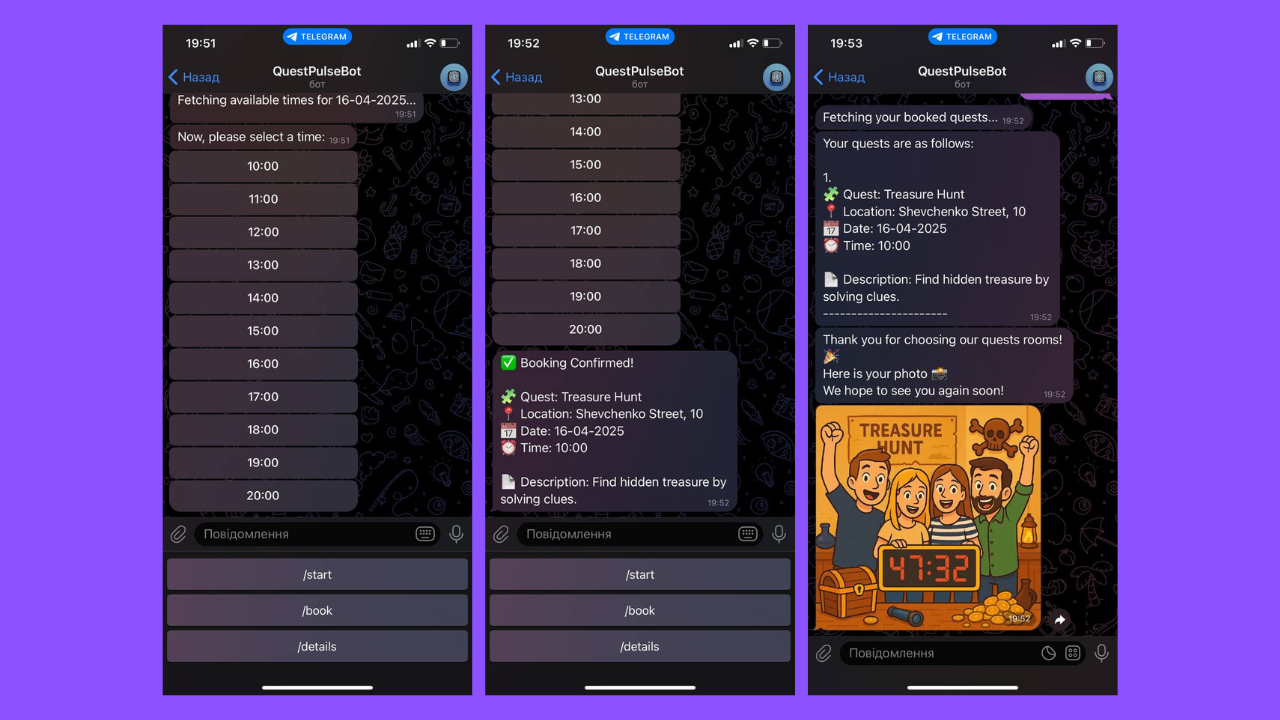 19:51
TELEGRAM
Назад
QuestPulseBot
бот
Fetching available times for 16-04-2025...
19:51
Now, please select a time: 19:51
10:00
11:00
12:00
13:00
14:00
15:00
16:00
17:00
18:00
19:00
20:00
Повідомлення
/start
/book
/details
19:52
TELEGRAM
Назад
QuestPulseBot
бот
13:00
14:00
15:00
16:00
17:00
18:00
19:00
20:00
✅ Booking Confirmed!
🧩 Quest: Treasure Hunt
📍 Location: Shevchenko Street, 10
📅 Date: 16-04-2025
⏰ Time: 10:00
📄 Description: Find hidden treasure by
solving clues. 19:52
Повідомлення
/start
/book
/details
19:53
TELEGRAM
Назад
QuestPulseBot
бот
Fetching your booked quests... 19:52
Your quests are as follows:
1.
🧩 Quest: Treasure Hunt
📍 Location: Shevchenko Street, 10
📅 Date: 16-04-2025
⏰ Time: 10:00
📄 Description: Find hidden treasure by
solving clues.
----------------------
19:52
Thank you for choosing our quests rooms!
🎉
Here is your photo 📸
We hope to see you again soon! 19:52
TREASURE
HUNT
47:32
19:52
Повідомлення